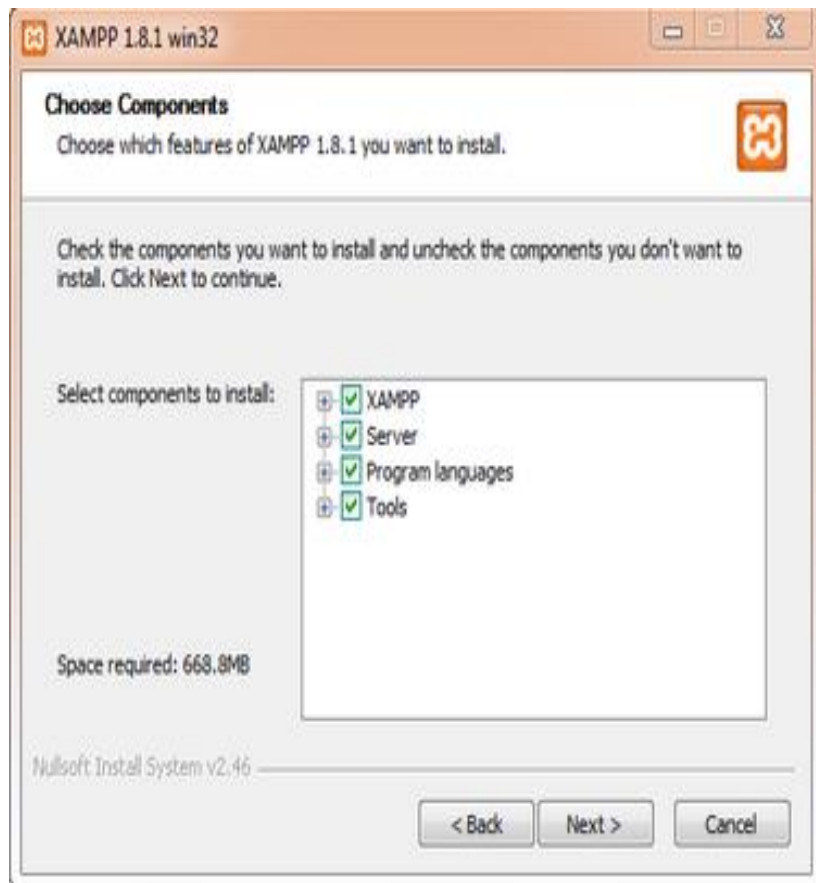 XAMPP 1.8.1 win32
Choose Components
Choose which features of XAMPP 1.8.1 you want to install.
Check the components you want to install and uncheck the components you don't want to
install. Click Next to continue.
Select components to install:
XAMPP
Server
Program languages
Tools
Space required: 668.8MB
Nullsoft Install System v2.46
< Back
Next >
Cancel